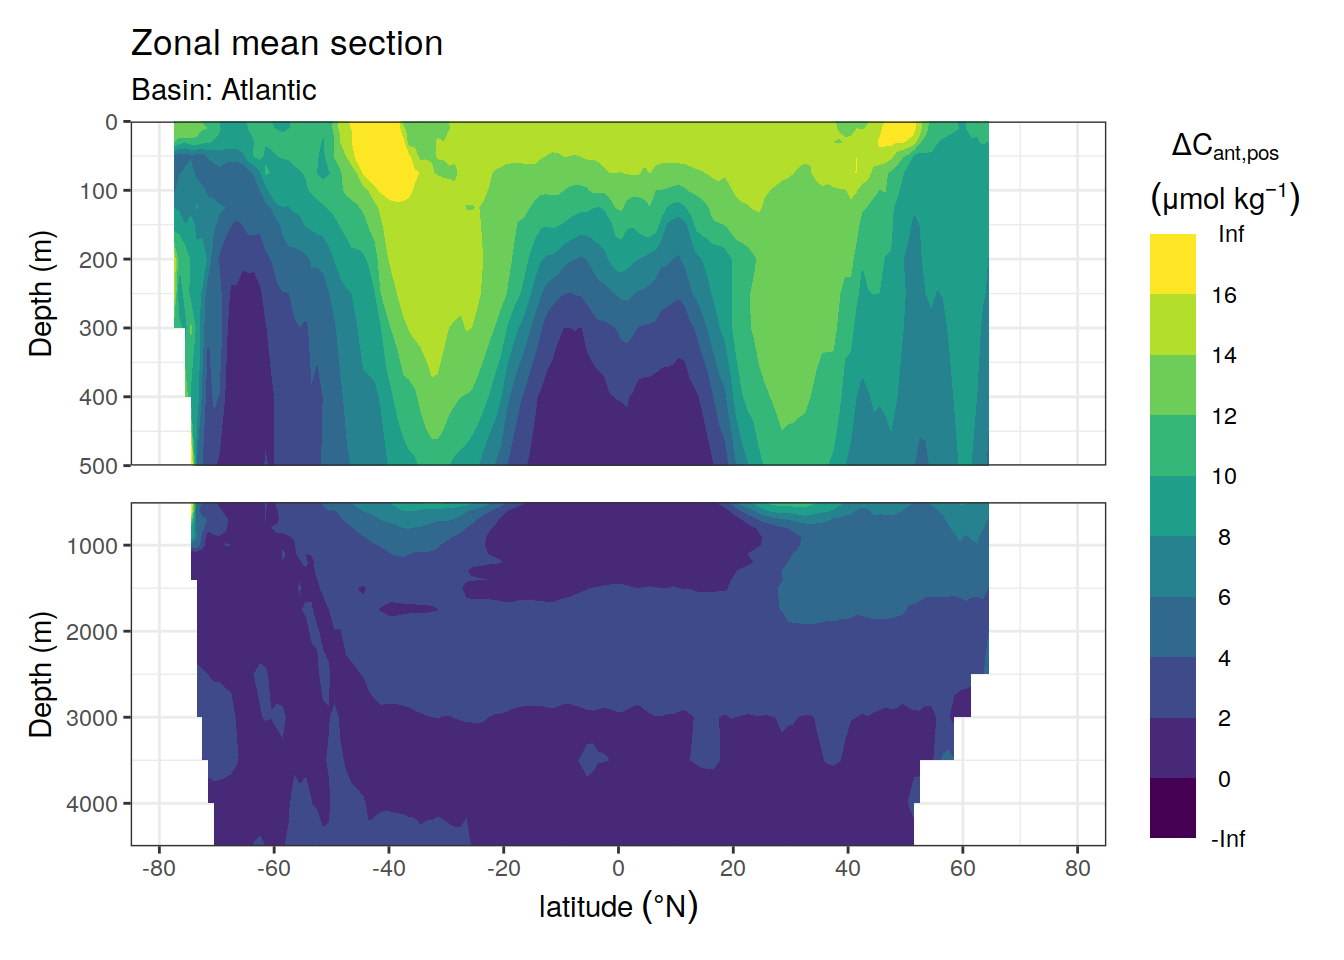 Zonal mean section
Basin: Atlantic
0
100
200
300
400
500
Depth (m)
1000
2000
3000
4000
Depth (m)
-80 -60 -40 -20 0 20 40 60 80
latitude (°N)
ΔCant,pos
(μmol kg⁻¹)
Inf
16
14
12
10
8
6
4
2
0
-Inf